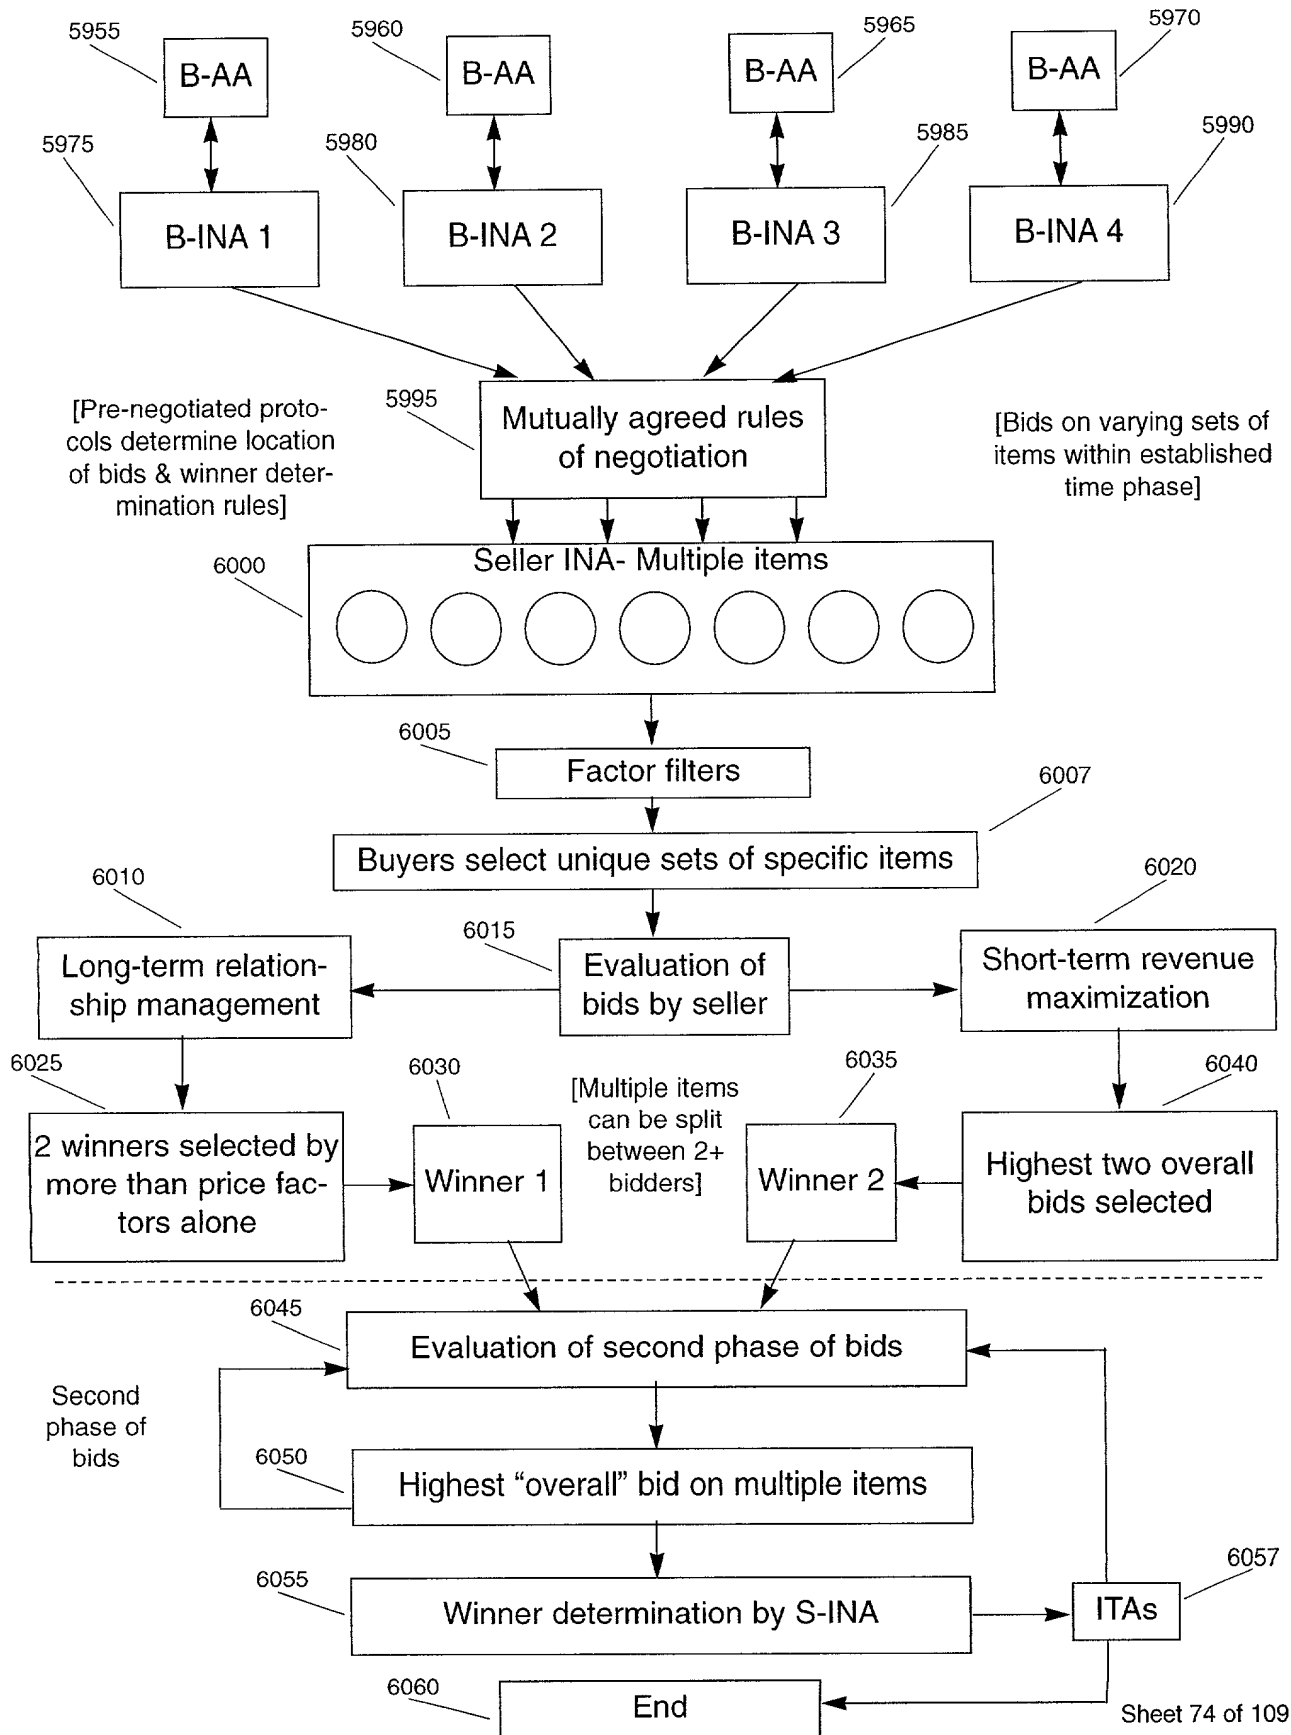 5955
5960
5965
5970
B-AA
B-AA
B-AA
B-AA
5975
5980
5985
5990
B-INA 1
B-INA 2
B-INA 3
B-INA 4
[Pre-negotiated proto-
cols determine location
of bids & winner deter-
mination rules]
5995
Mutually agreed rules
of negotiation
[Bids on varying sets of
items within established
time phase]
6000
Seller INA- Multiple items
6005
Factor filters
6007
Buyers select unique sets of specific items
6010
Long-term relation-
ship management
6015
Evaluation of
bids by seller
6020
Short-term revenue
maximization
6025
2 winners selected by
more than price fac-
tors alone
6030
Winner 1
[Multiple items
can be split
between 2+
bidders]
6035
Winner 2
6040
Highest two overall
bids selected
6045
Evaluation of second phase of bids
Second
phase of
bids
6050
Highest “overall” bid on multiple items
6055
Winner determination by S-INA
6057
ITAs
6060
End
Sheet 74 of 109